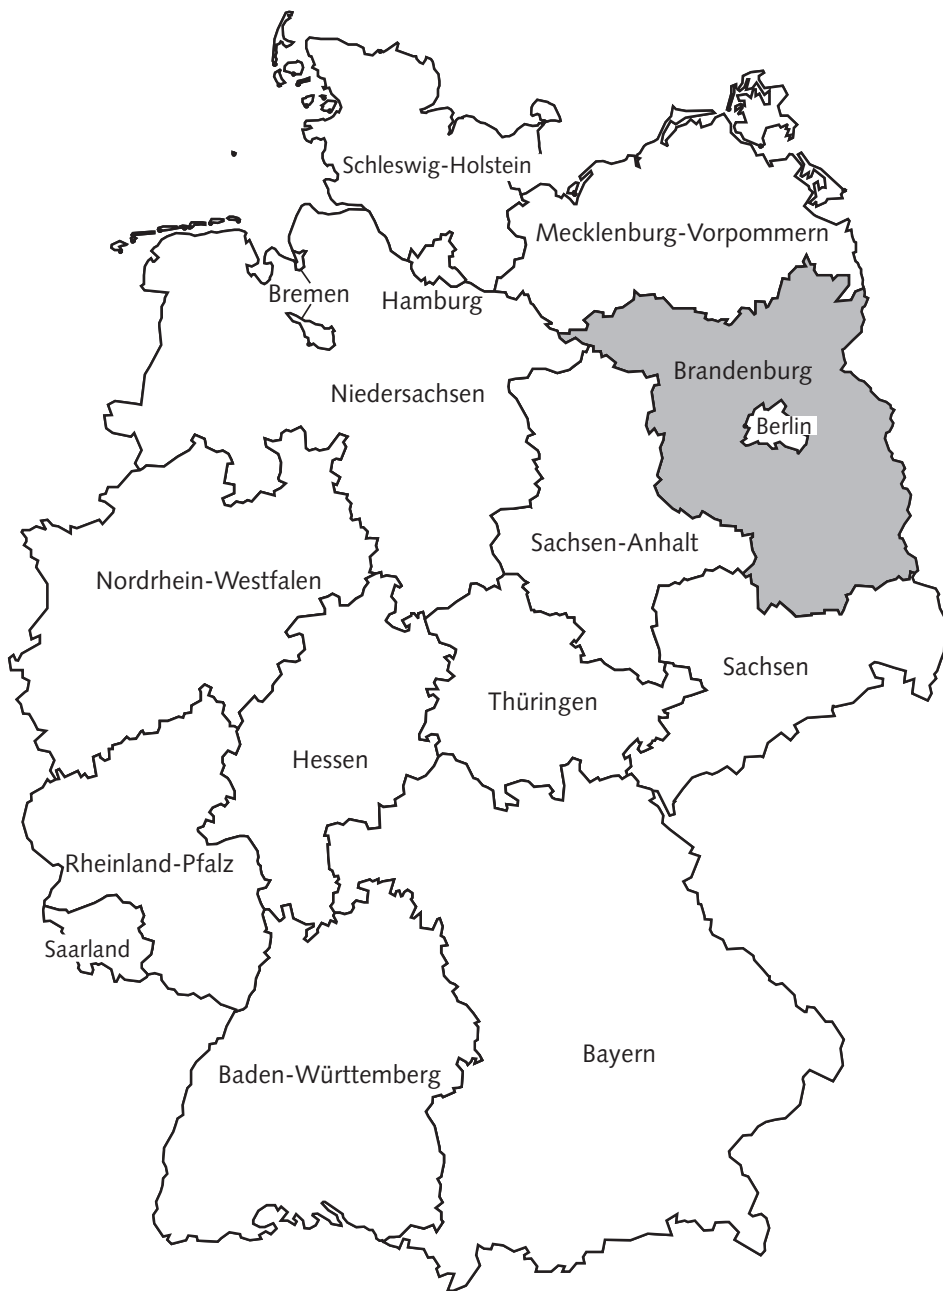 Schleswig-Holstein
Mecklenburg-Vorpommern
Bremen
Hamburg
Brandenburg
Niedersachsen
Berlin
Sachsen-Anhalt
Nordrhein-Westfalen
Sachsen
Thüringen
Hessen
Rheinland-Pfalz
Saarland
Bayern
Baden-Württemberg